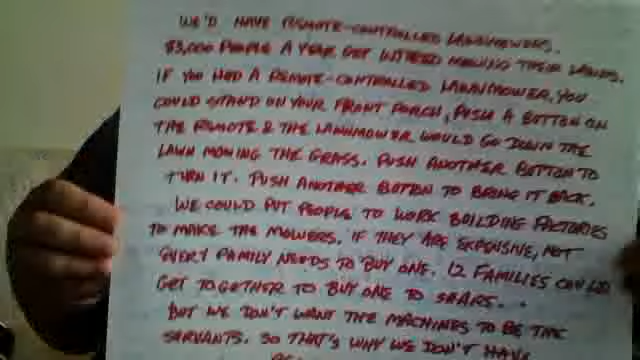 WE'D HAVE REMOTE-CONTROLLED LAWNMOWERS.
83,000 PEOPLE A YEAR GET INJURED MOWING THEIR LAWNS.
IF YOU HAD A REMOTE-CONTROLLED LAWNMOWER, YOU
COULD STAND ON YOUR FRONT PORCH, PUSH A BUTTON ON
THE REMOTE & THE LAWNMOWER WOULD GO DOWN THE
LAWN MOWING THE GRASS. PUSH ANOTHER BUTTON TO
TURN IT. PUSH ANOTHER BUTTON TO BRING IT BACK.
WE COULD PUT PEOPLE TO WORK BUILDING FACTORIES
TO MAKE THE MOWERS. IF THEY ARE EXPENSIVE, NOT
EVERY FAMILY NEEDS TO BUY ONE. 12 FAMILIES COULD
GET TOGETHER TO BUY ONE TO SHARE.
BUT WE DON'T WANT THE MACHINES TO BE THE
SERVANTS. SO THAT'S WHY WE DON'T HAVE